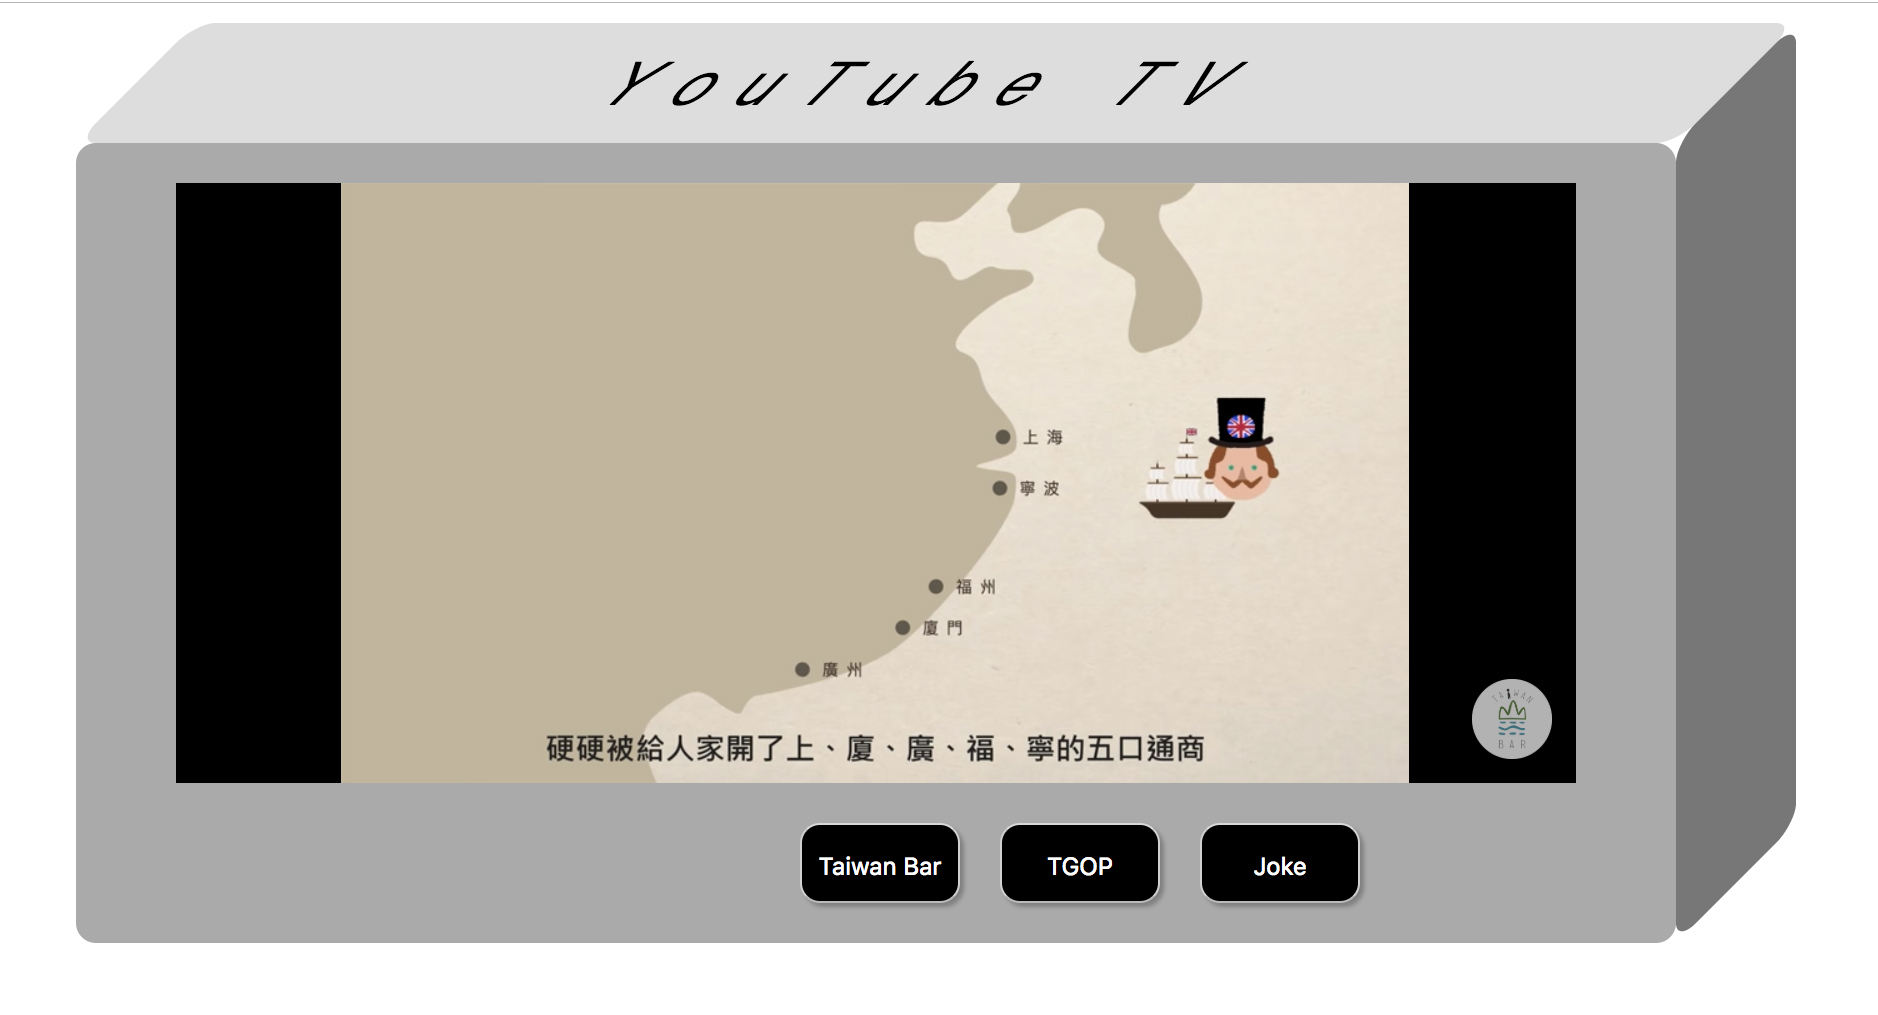 YouTube TV
上海
寧波
福州
廈門
廣州
硬硬被給人家開了上、廈、廣、福、寧的五口通商
TAiWAN
BAR
Taiwan Bar
TGOP
Joke